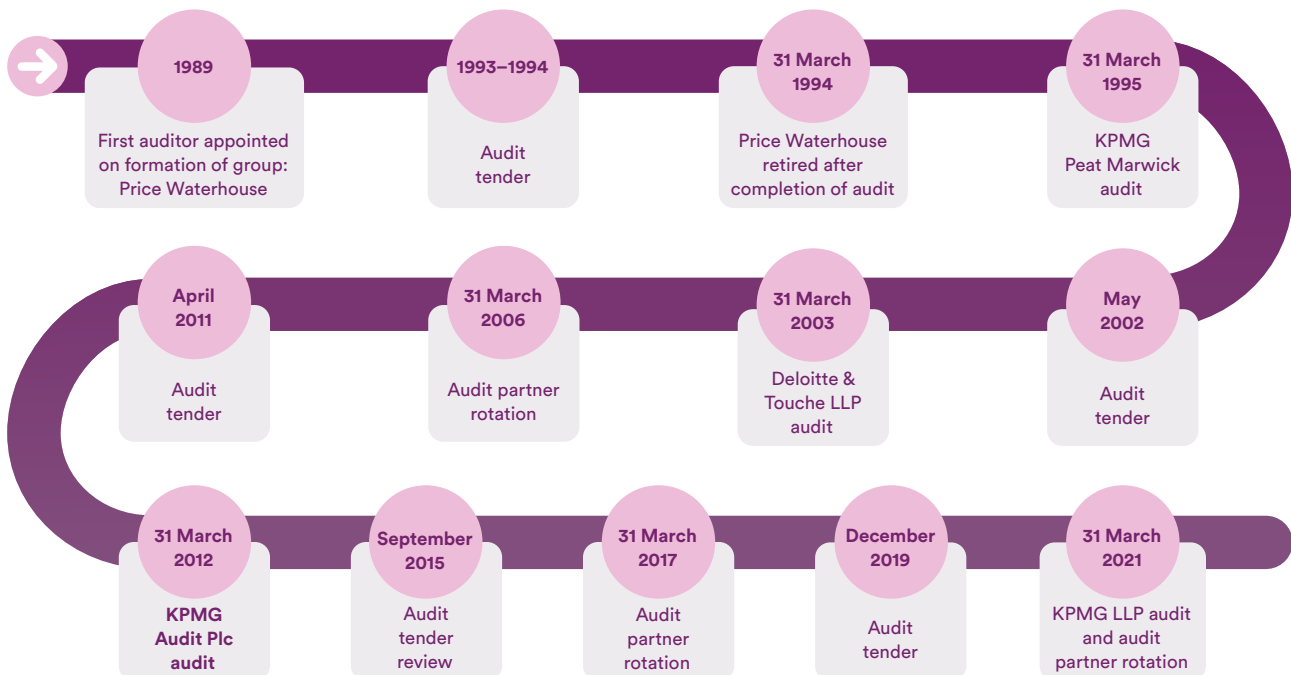 1989
First auditor appointed
on formation of group:
Price Waterhouse
1993–1994
Audit
tender
31 March
1994
Price Waterhouse
retired after
completion of audit
31 March
1995
KPMG
Peat Marwick
audit
May
2002
Audit
tender
31 March
2003
Deloitte &
Touche LLP
audit
31 March
2006
Audit partner
rotation
April
2011
Audit
tender
31 March
2012
KPMG
Audit Plc
audit
September
2015
Audit
tender
review
31 March
2017
Audit
partner
rotation
December
2019
Audit
tender
31 March
2021
KPMG LLP audit
and audit
partner rotation